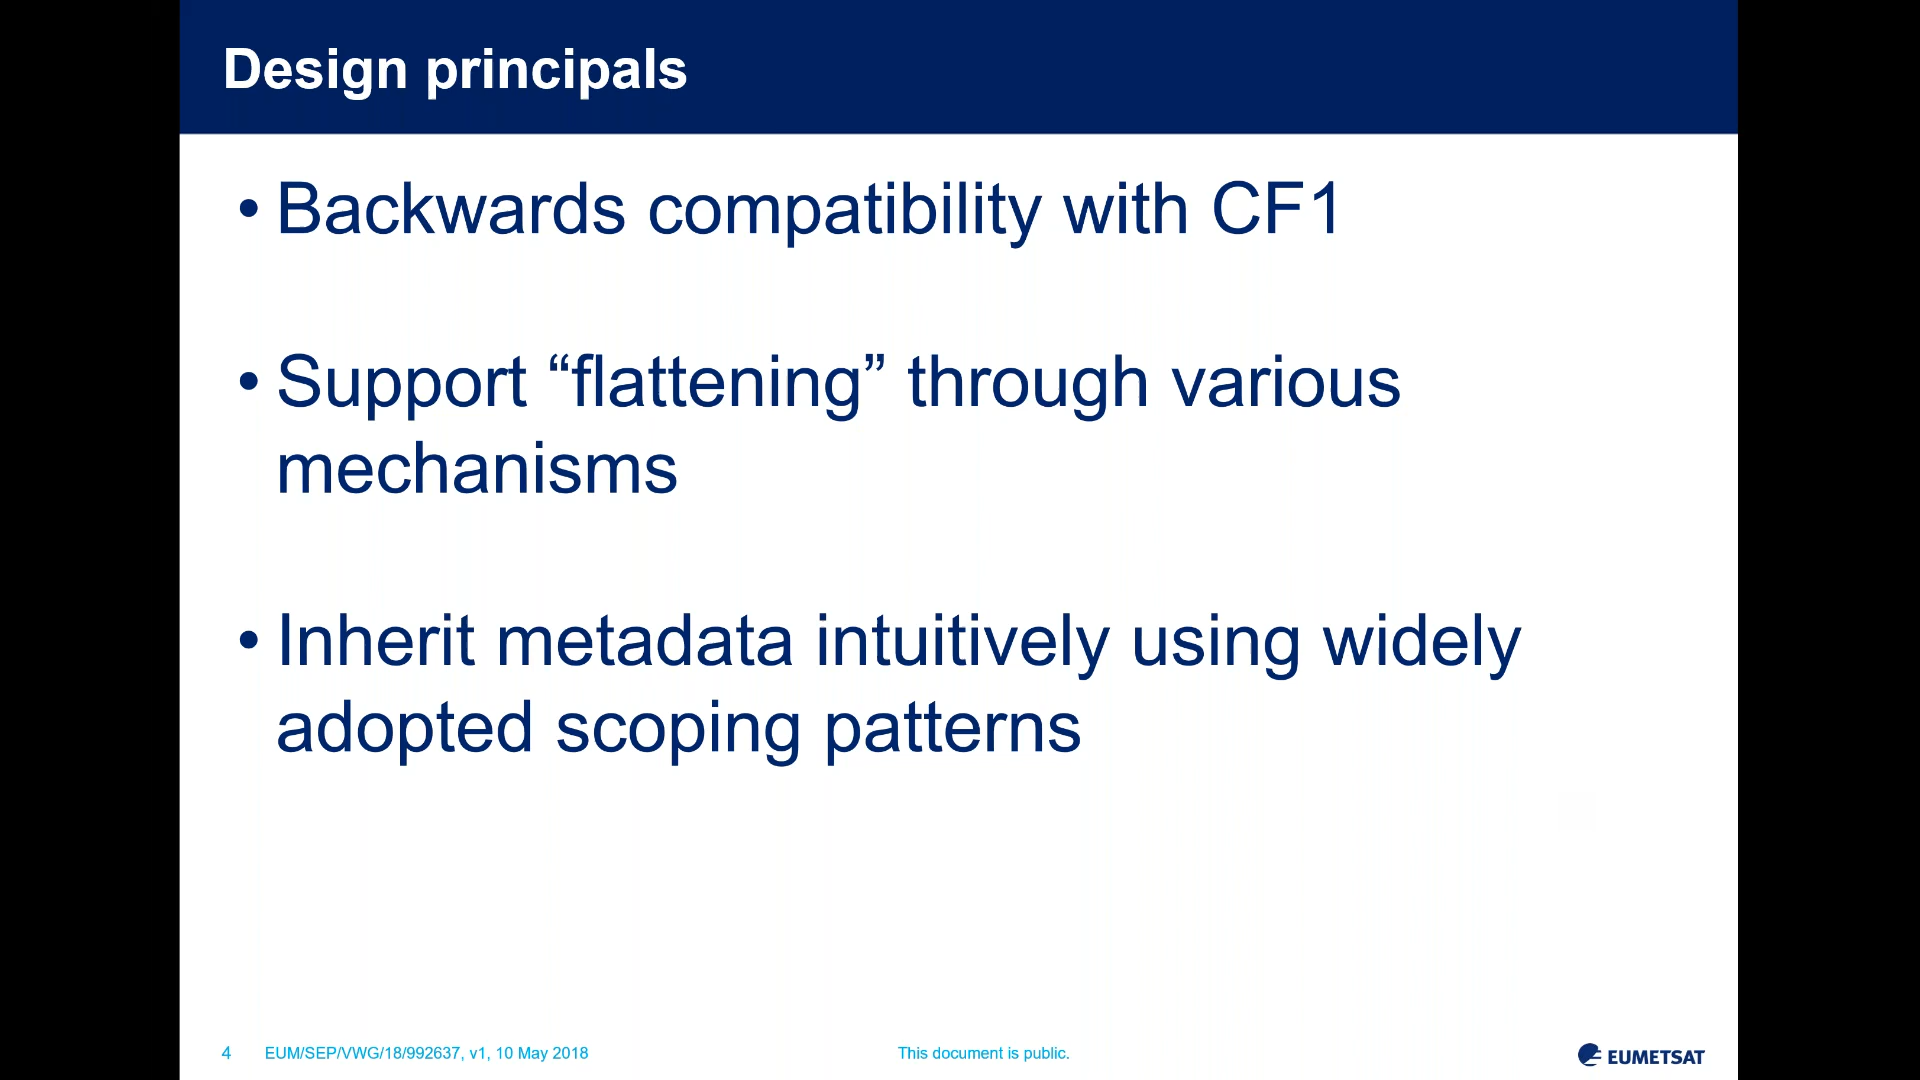 Design principals
• Backwards compatibility with CF1
• Support “flattening” through various
mechanisms
• Inherit metadata intuitively using widely
adopted scoping patterns
4 EUM/SEP/VWG/18/992637, v1, 10 May 2018 This document is public. EUMETSAT